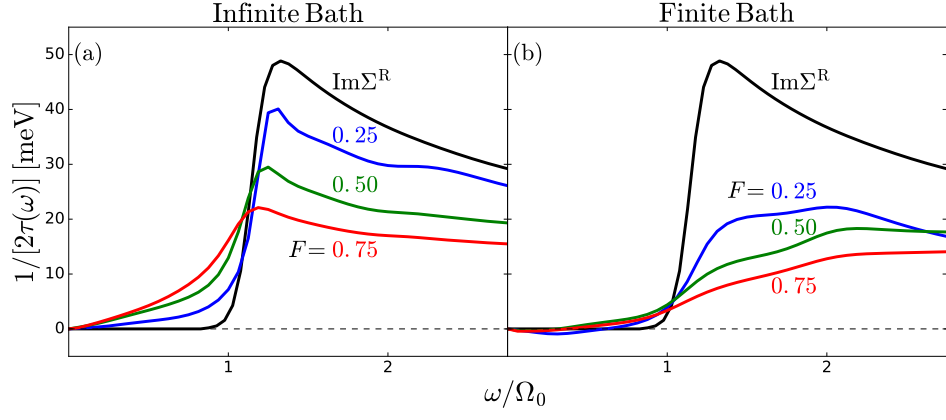 Infinite Bath
Finite Bath
(a)
(b)
1/[2τ(ω)] [meV]
50
40
30
20
10
0
ImΣ^R
0.25
0.50
F = 0.75
ImΣ^R
F = 0.25
0.50
0.75
1
2
1
2
ω/Ω_0